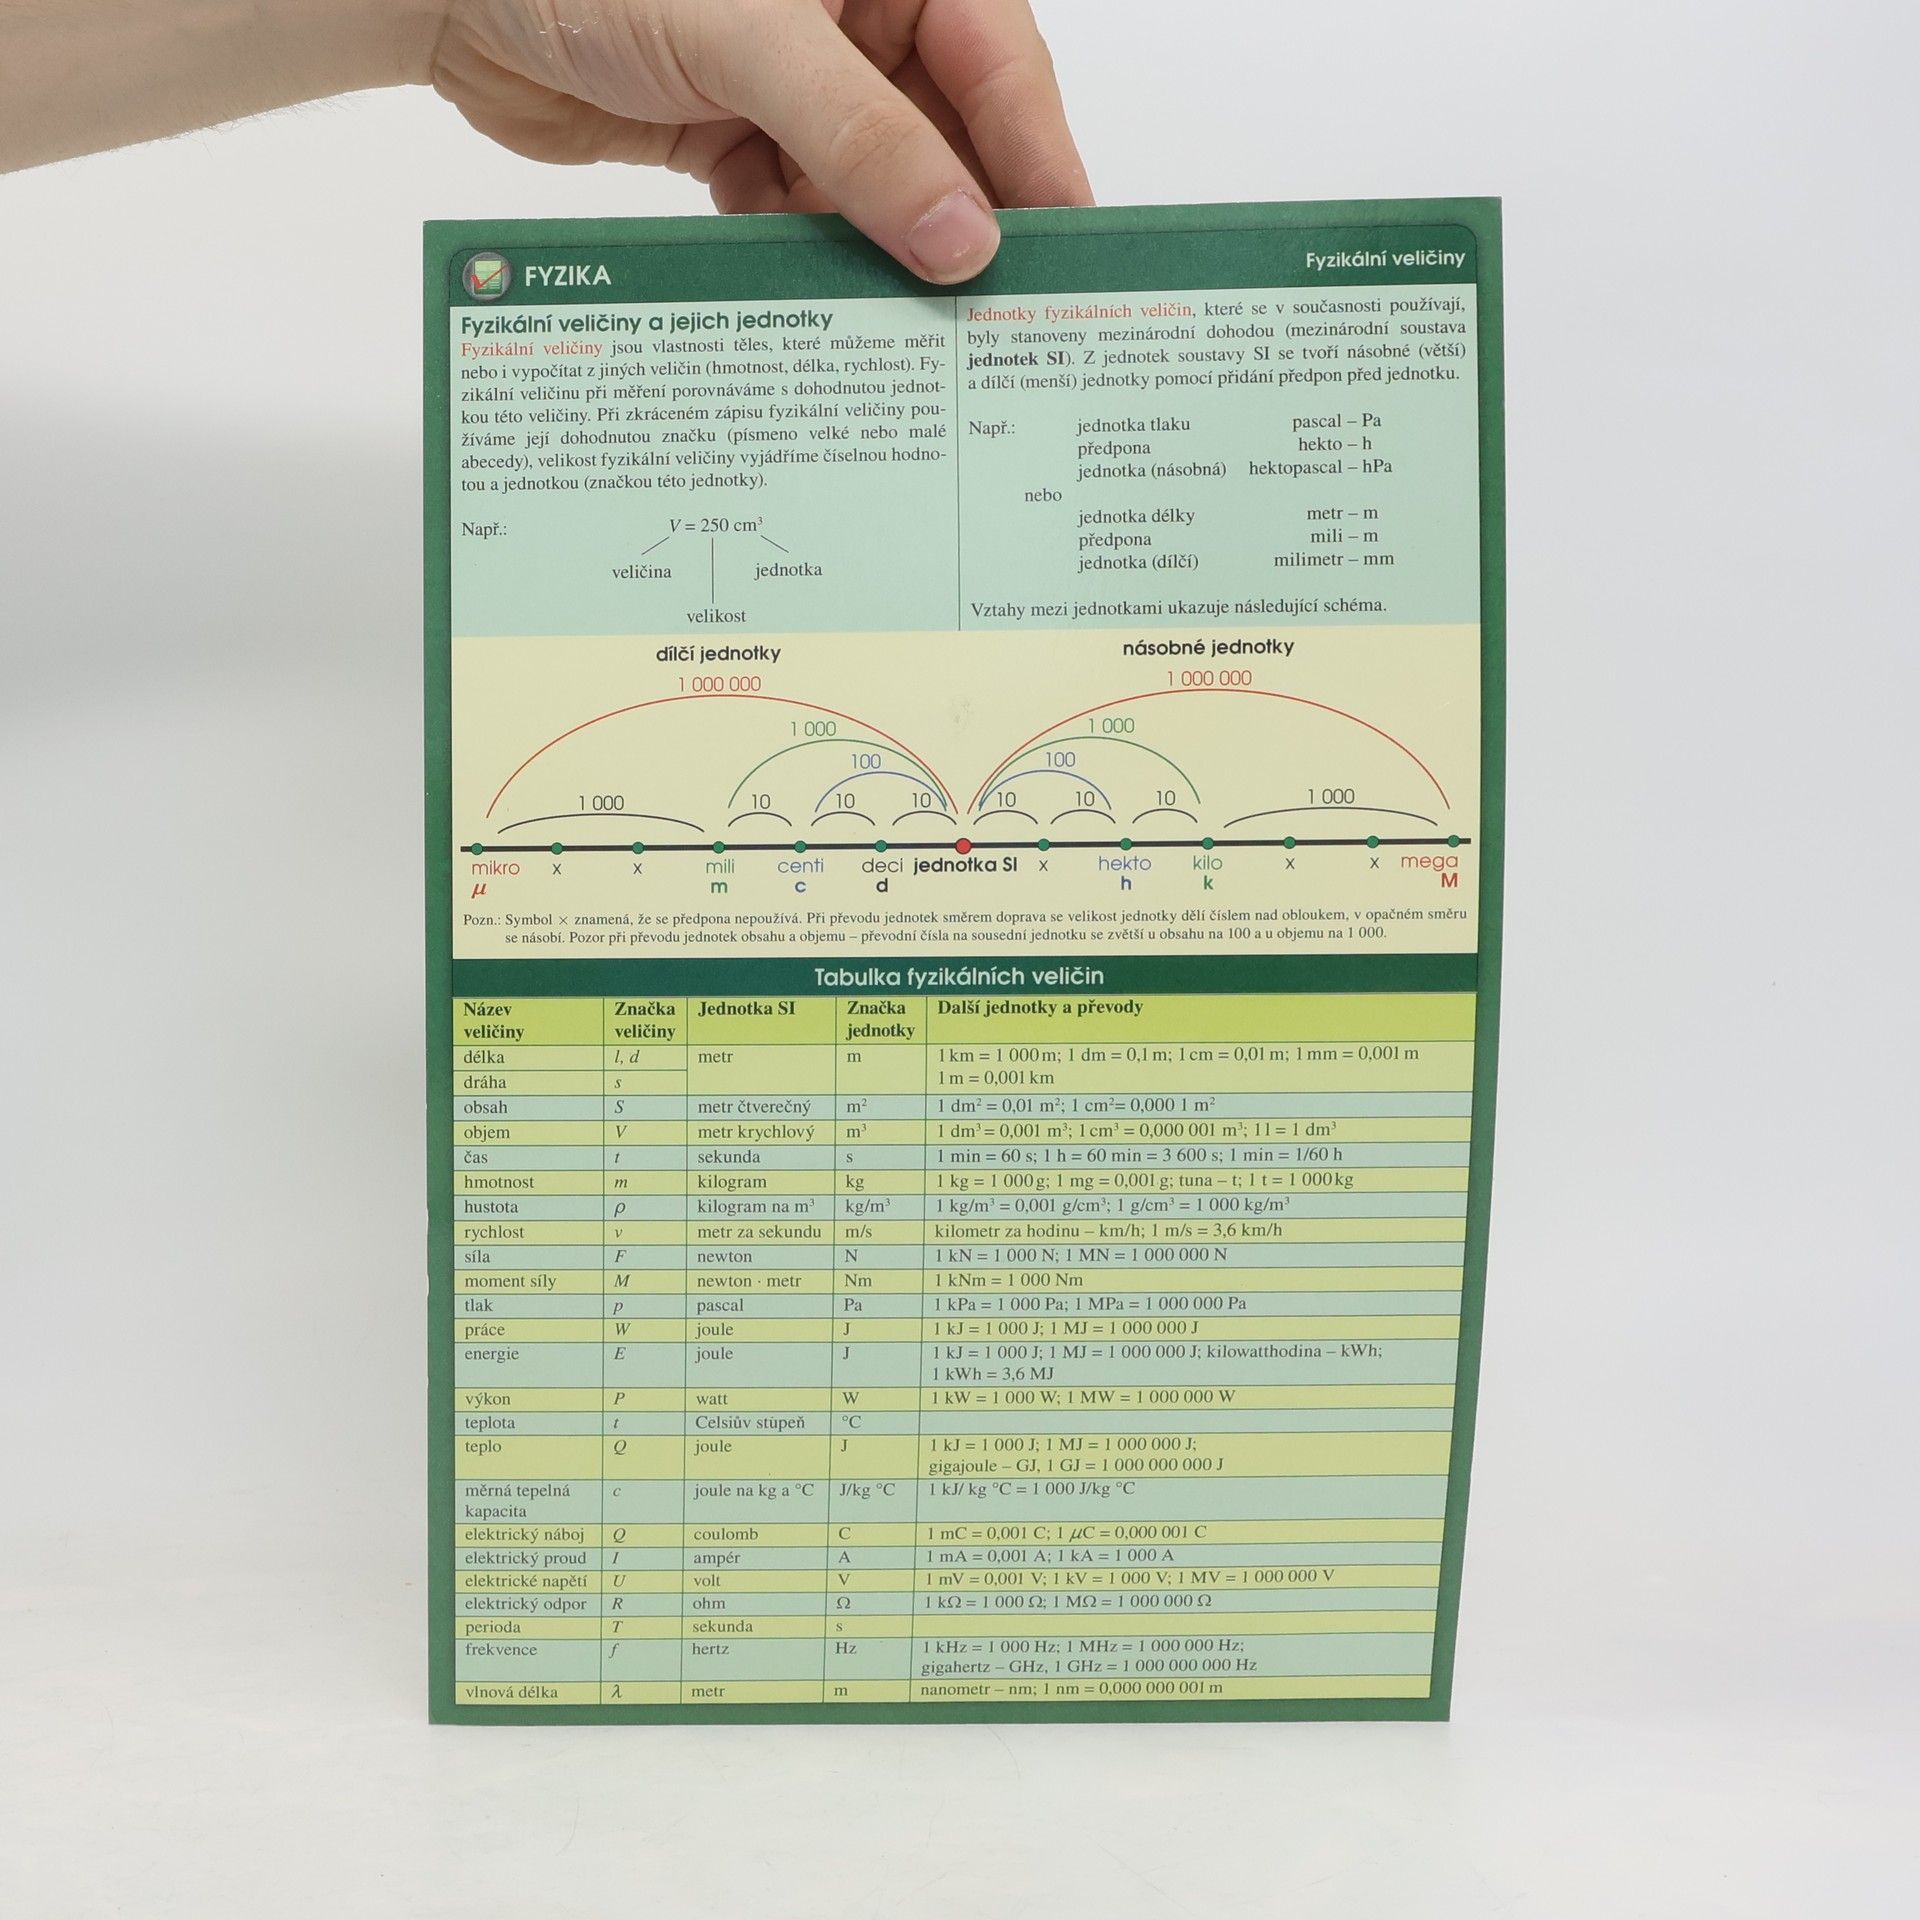 FYZIKA
Fyzikální veličiny
Fyzikální veličiny a jejich jednotky
Fyzikální veličiny jsou vlastnosti těles, které můžeme měřit
nebo i vypočítat z jiných veličin (hmotnost, délka, rychlost). Fy-
zikální veličinu při měření porovnáváme s dohodnutou jednot-
kou této veličiny. Při zkráceném zápisu fyzikální veličiny pou-
žíváme její dohodnutou značku (písmeno velké nebo malé
abecedy), velikost fyzikální veličiny vyjádříme číselnou hodno-
tou a jednotkou (značkou této jednotky).
Např.: V = 250 cm³
veličina jednotka
velikost
Jednotky fyzikálních veličin, které se v současnosti používají,
byly stanoveny mezinárodní dohodou (mezinárodní soustava
jednotek SI). Z jednotek soustavy SI se tvoří násobné (větší)
a dílčí (menší) jednotky pomocí přidání předpon před jednotku.
Např.: jednotka tlaku pascal – Pa
předpona hekto – h
jednotka (násobná) hektopascal – hPa
nebo
jednotka délky metr – m
předpona mili – m
jednotka (dílčí) milimetr – mm
Vztahy mezi jednotkami ukazuje následující schéma.
dílčí jednotky násobné jednotky
1 000 000 1 000 000
1 000 1 000
100 100
1 000 10 10 10 10 10 10 1 000
mikro x x mili centi deci jednotka SI x hekto kilo x x mega
µ m c d h k M
Pozn.: Symbol × znamená, že se předpona nepoužívá. Při převodu jednotek směrem doprava se velikost jednotky dělí číslem nad obloukem, v opačném směru
se násobí. Pozor při převodu jednotek obsahu a objemu – převodní čísla na sousední jednotku se zvětší u obsahu na 100 a u objemu na 1 000.
Tabulka fyzikálních veličin
Název Značka Jednotka SI Značka Další jednotky a převody
veličiny veličiny jednotky
délka l, d metr m 1 km = 1 000 m; 1 dm = 0,1 m; 1 cm = 0,01 m; 1 mm = 0,001 m
dráha s 1 m = 0,001 km
obsah S metr čtverečný m² 1 dm² = 0,01 m²; 1 cm² = 0,000 1 m²
objem V metr krychlový m³ 1 dm³ = 0,001 m³; 1 cm³ = 0,000 001 m³; 1 l = 1 dm³
čas t sekunda s 1 min = 60 s; 1 h = 60 min = 3 600 s; 1 min = 1/60 h
hmotnost m kilogram kg 1 kg = 1 000 g; 1 mg = 0,001 g; tuna – t; 1 t = 1 000 kg
hustota ρ kilogram na m³ kg/m³ 1 kg/m³ = 0,001 g/cm³; 1 g/cm³ = 1 000 kg/m³
rychlost v metr za sekundu m/s kilometr za hodinu – km/h; 1 m/s = 3,6 km/h
síla F newton N 1 kN = 1 000 N; 1 MN = 1 000 000 N
moment síly M newton · metr Nm 1 kNm = 1 000 Nm
tlak p pascal Pa 1 kPa = 1 000 Pa; 1 MPa = 1 000 000 Pa
práce W joule J 1 kJ = 1 000 J; 1 MJ = 1 000 000 J
energie E joule J 1 kJ = 1 000 J; 1 MJ = 1 000 000 J; kilowatthodina – kWh;
1 kWh = 3,6 MJ
výkon P watt W 1 kW = 1 000 W; 1 MW = 1 000 000 W
teplota t Celsiův stupeň °C
teplo Q joule J 1 kJ = 1 000 J; 1 MJ = 1 000 000 J;
gigajoule – GJ, 1 GJ = 1 000 000 000 J
měrná tepelná c joule na kg a °C J/kg °C 1 kJ/ kg °C = 1 000 J/kg °C
kapacita
elektrický náboj Q coulomb C 1 mC = 0,001 C; 1 µC = 0,000 001 C
elektrický proud I ampér A 1 mA = 0,001 A; 1 kA = 1 000 A
elektrické napětí U volt V 1 mV = 0,001 V; 1 kV = 1 000 V; 1 MV = 1 000 000 V
elektrický odpor R ohm Ω 1 kΩ = 1 000 Ω; 1 MΩ = 1 000 000 Ω
perioda T sekunda s
frekvence f hertz Hz 1 kHz = 1 000 Hz; 1 MHz = 1 000 000 Hz;
gigahertz – GHz, 1 GHz = 1 000 000 000 Hz
vlnová délka λ metr m nanometr – nm; 1 nm = 0,000 000 001 m